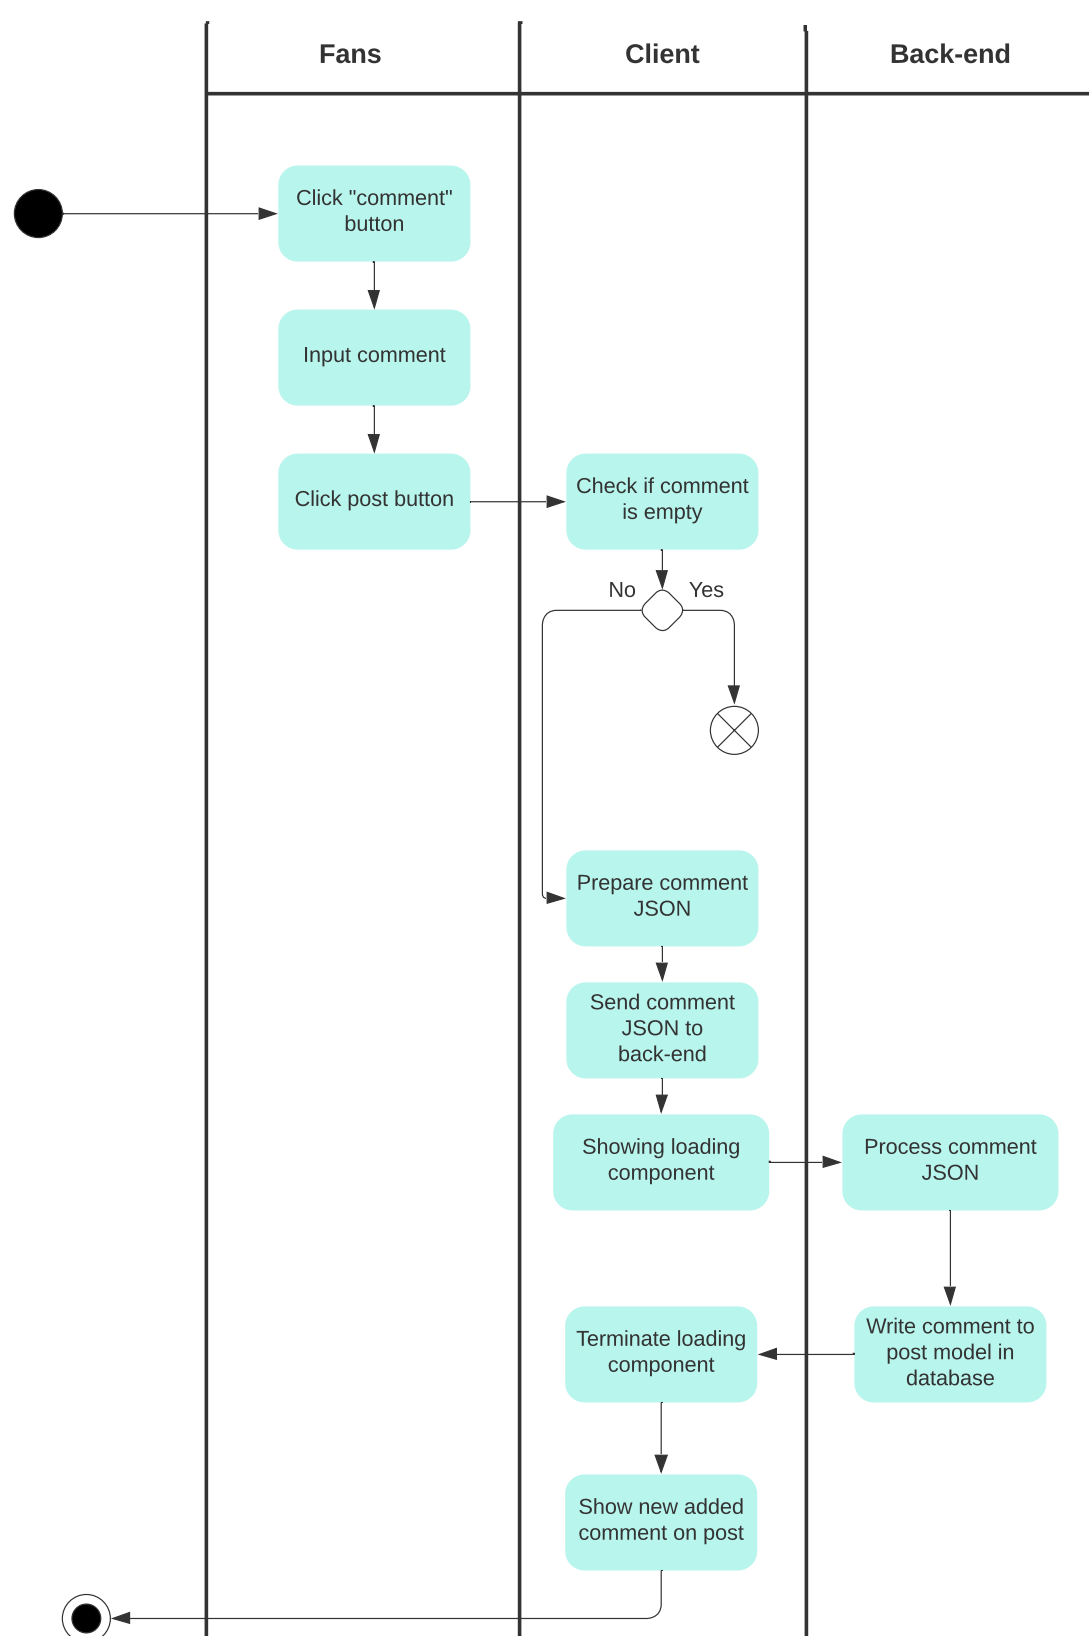 Fans
Client
Back-end
Click "comment"
button
Input comment
Click post button
Check if comment
is empty
No
Yes
Prepare comment
JSON
Send comment
JSON to
back-end
Showing loading
component
Process comment
JSON
Terminate loading
component
Write comment to
post model in
database
Show new added
comment on post